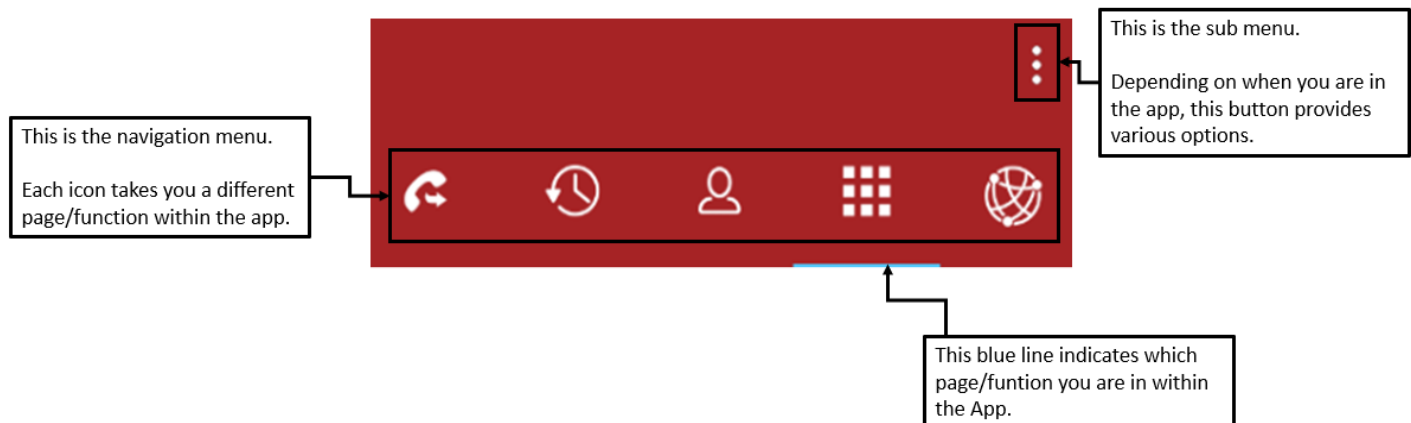 This is the sub menu.
Depending on when you are in
the app, this button provides
various options.
This is the navigation menu.
Each icon takes you a different
page/function within the app.
This blue line indicates which
page/funtion you are in within
the App.